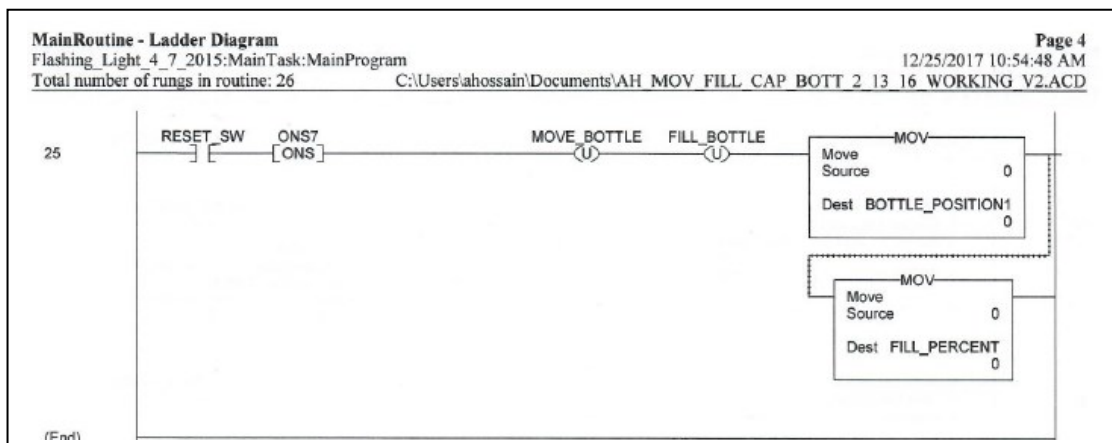 MainRoutine - Ladder Diagram Page 4
Flashing_Light_4_7_2015:MainTask:MainProgram 12/25/2017 10:54:48 AM
Total number of rungs in routine: 26 C:\Users\ahossain\Documents\AH_MOV_FILL_CAP_BOTT_2_13_16_WORKING_V2.ACD
25
RESET_SW ONS7 MOVE_BOTTLE FILL_BOTTLE MOV
ONS U U
Move
Source 0
Dest BOTTLE_POSITION1
0
MOV
Move
Source 0
Dest FILL_PERCENT
0
(End)